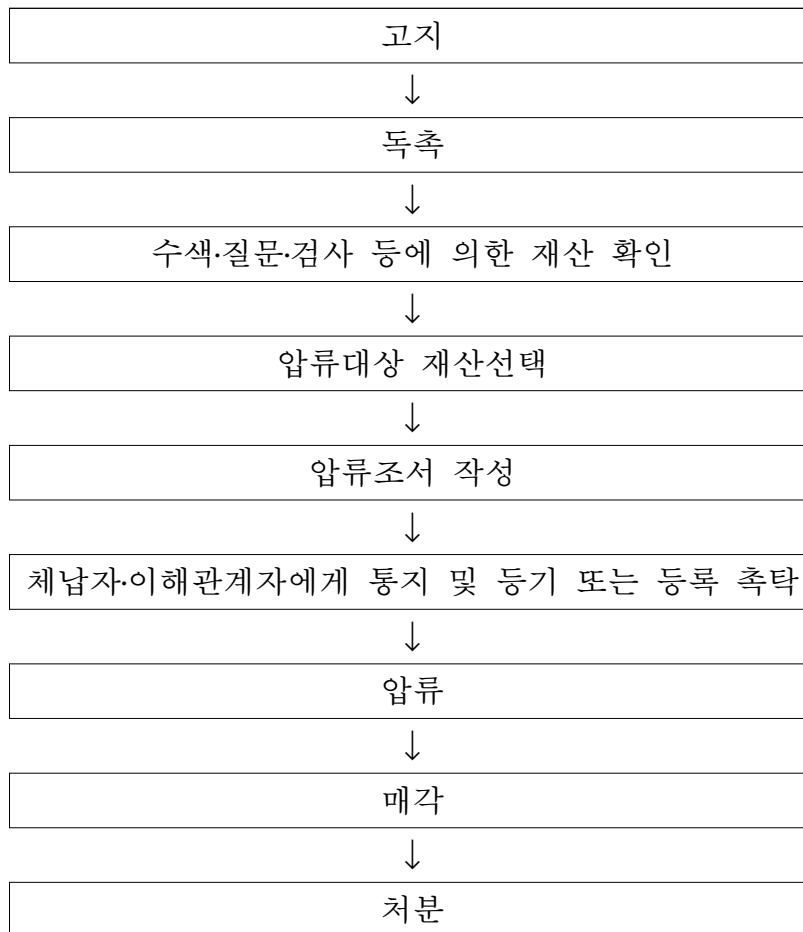 고지
↓
독촉
↓
수색·질문·검사 등에 의한 재산 확인
↓
압류대상 재산선택
↓
압류조서 작성
↓
체납자·이해관계자에게 통지 및 등기 또는 등록 촉탁
↓
압류
↓
매각
↓
처분